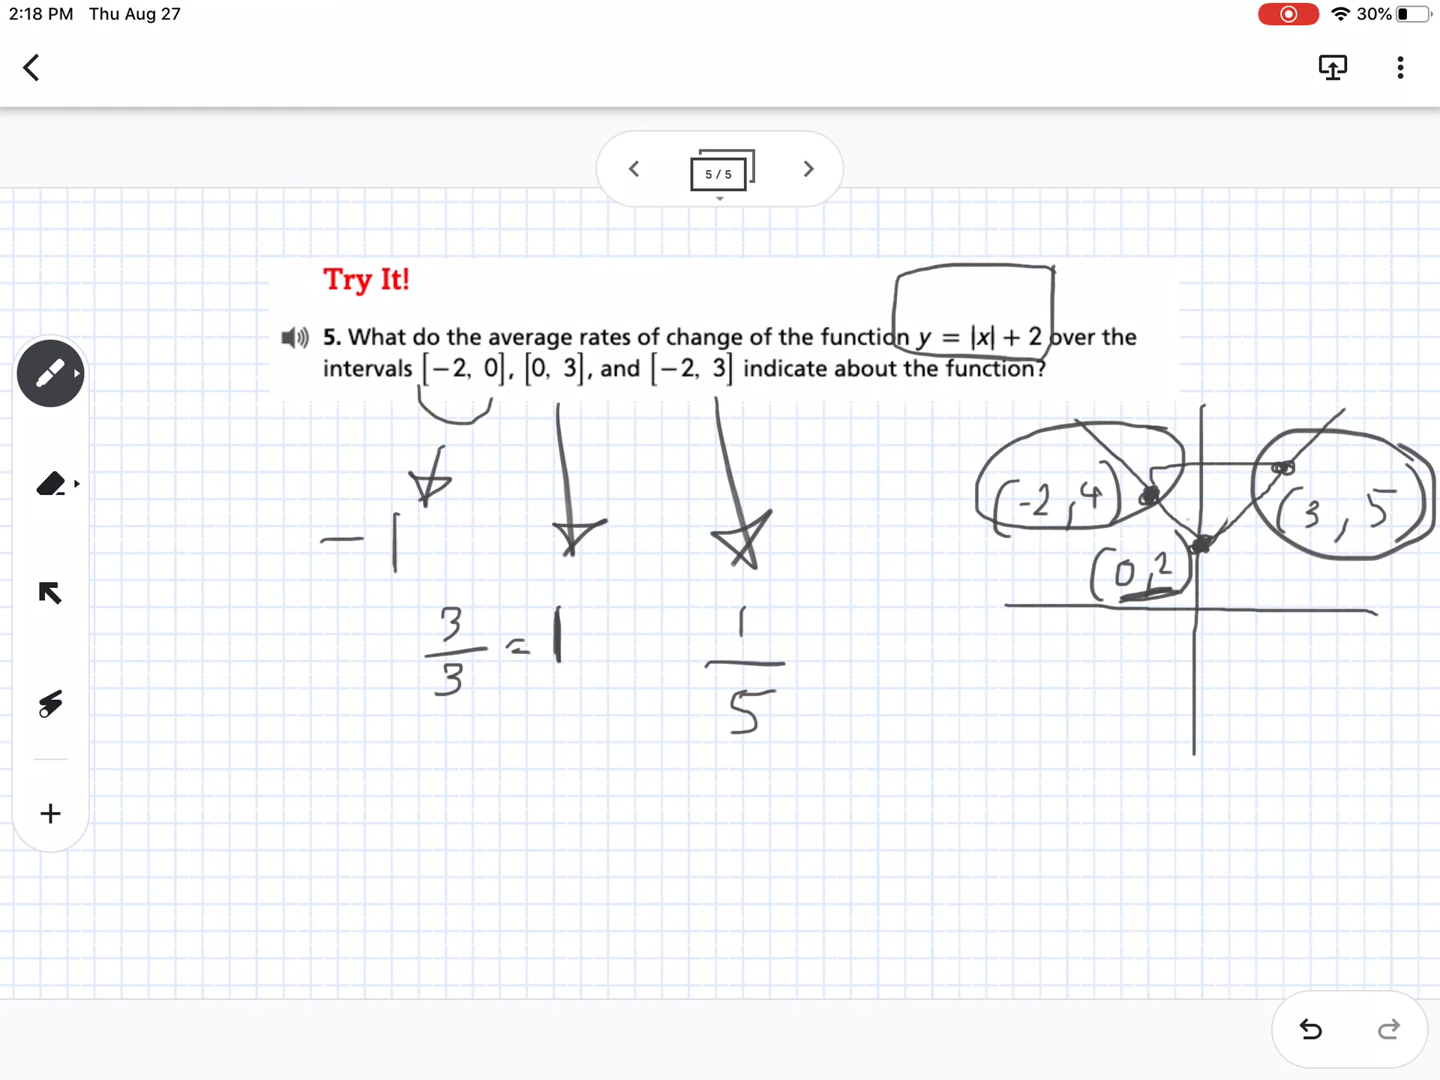 2:18 PM Thu Aug 27
30%
5 / 5
Try It!
5. What do the average rates of change of the function y = |x| + 2 over the
intervals [−2, 0], [0, 3], and [−2, 3] indicate about the function?
(-2,4)
(3,5)
(0,2)
-1
3/3 = 1
1/5